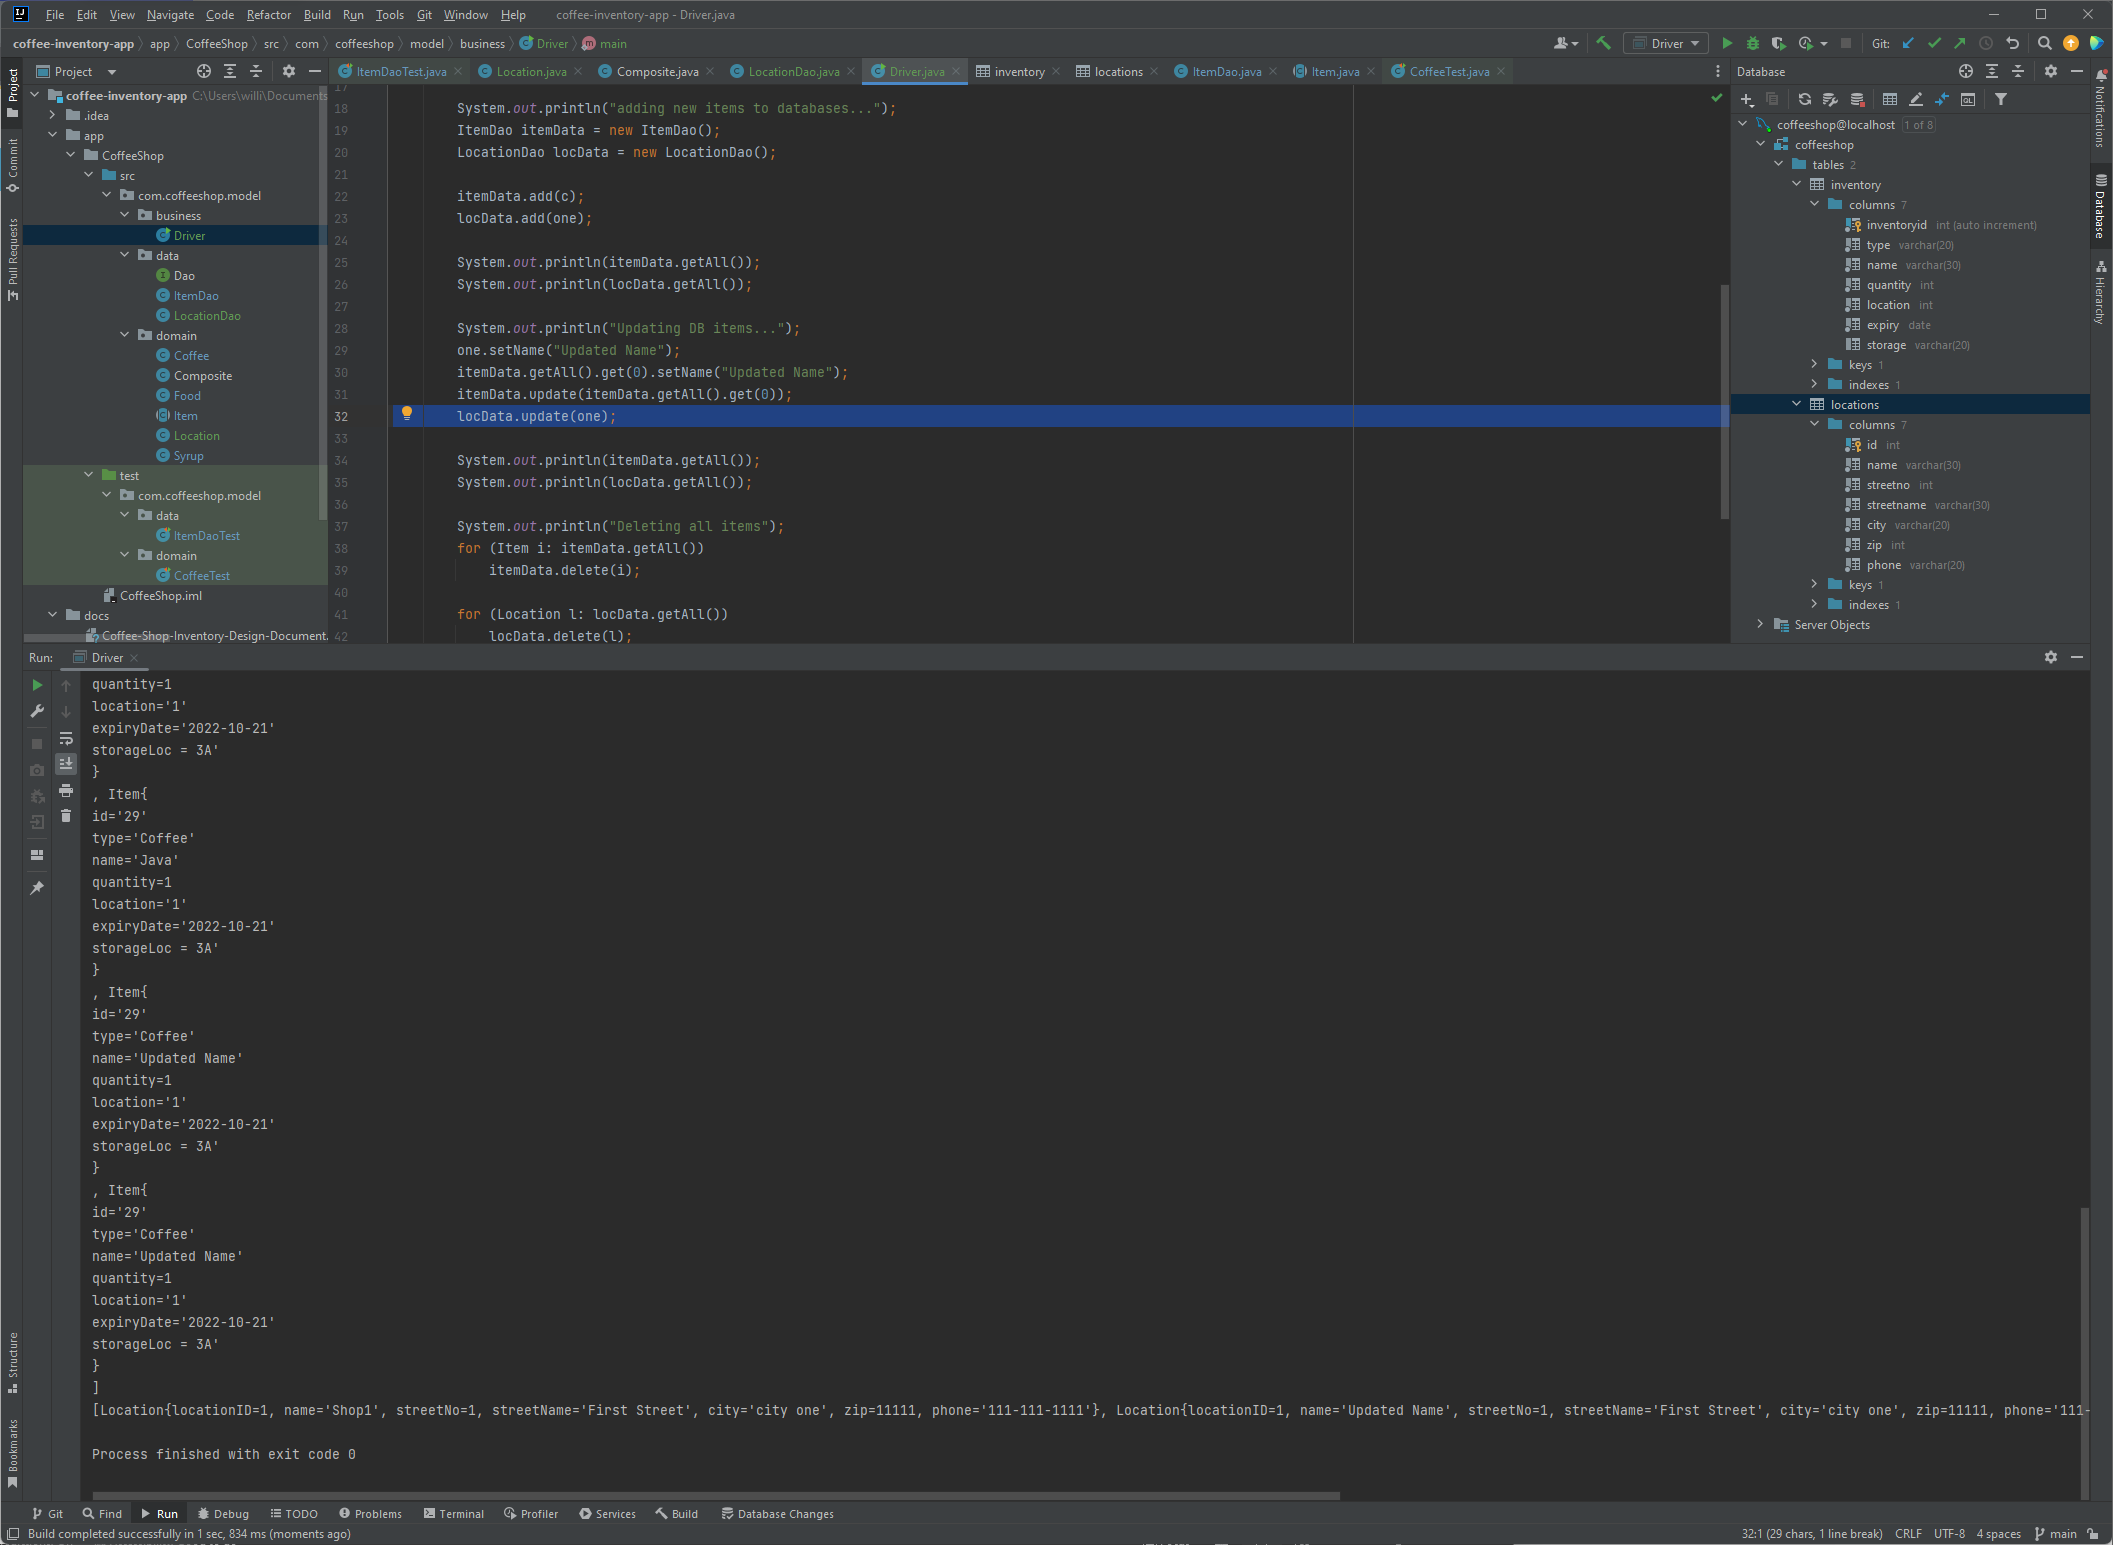 File Edit View Navigate Code Refactor Build Run Tools Git Window Help coffee-inventory-app - Driver.java
coffee-inventory-app app CoffeeShop src com coffeeshop model business Driver main
Driver Git:
Project
ItemDaoTest.java Location.java Composite.java LocationDao.java Driver.java inventory locations ItemDao.java Item.java CoffeeTest.java
Database
Project
Commit
Pull Requests
Structure
Bookmarks
Notifications
Database
Hierarchy
coffee-inventory-app C:\Users\willi\Documents
.idea
app
CoffeeShop
src
com.coffeeshop.model
business
Driver
data
Dao
ItemDao
LocationDao
domain
Coffee
Composite
Food
Item
Location
Syrup
test
com.coffeeshop.model
data
ItemDaoTest
domain
CoffeeTest
CoffeeShop.iml
docs
Coffee-Shop-Inventory-Design-Document.
17
18 System.out.println("adding new items to databases...");
19 ItemDao itemData = new ItemDao();
20 LocationDao locData = new LocationDao();
21
22 itemData.add(c);
23 locData.add(one);
24
25 System.out.println(itemData.getAll());
26 System.out.println(locData.getAll());
27
28 System.out.println("Updating DB items...");
29 one.setName("Updated Name");
30 itemData.getAll().get(0).setName("Updated Name");
31 itemData.update(itemData.getAll().get(0));
32 locData.update(one);
33
34 System.out.println(itemData.getAll());
35 System.out.println(locData.getAll());
36
37 System.out.println("Deleting all items");
38 for (Item i: itemData.getAll())
39 itemData.delete(i);
40
41 for (Location l: locData.getAll())
42 locData.delete(l);
coffeeshop@localhost 1 of 8
coffeeshop
tables 2
inventory
columns 7
inventoryid int (auto increment)
type varchar(20)
name varchar(30)
quantity int
location int
expiry date
storage varchar(20)
keys 1
indexes 1
locations
columns 7
id int
name varchar(30)
streetno int
streetname varchar(30)
city varchar(20)
zip int
phone varchar(20)
keys 1
indexes 1
Server Objects
Run: Driver
quantity=1
location='1'
expiryDate='2022-10-21'
storageLoc = 3A'
}
, Item{
id='29'
type='Coffee'
name='Java'
quantity=1
location='1'
expiryDate='2022-10-21'
storageLoc = 3A'
}
, Item{
id='29'
type='Coffee'
name='Updated Name'
quantity=1
location='1'
expiryDate='2022-10-21'
storageLoc = 3A'
}
, Item{
id='29'
type='Coffee'
name='Updated Name'
quantity=1
location='1'
expiryDate='2022-10-21'
storageLoc = 3A'
}
]
[Location{locationID=1, name='Shop1', streetNo=1, streetName='First Street', city='city one', zip=11111, phone='111-111-1111'}, Location{locationID=1, name='Updated Name', streetNo=1, streetName='First Street', city='city one', zip=11111, phone='111-
Process finished with exit code 0
Git Find Run Debug TODO Problems Terminal Profiler Services Build Database Changes
Build completed successfully in 1 sec, 834 ms (moments ago) 32:1 (29 chars, 1 line break) CRLF UTF-8 4 spaces main